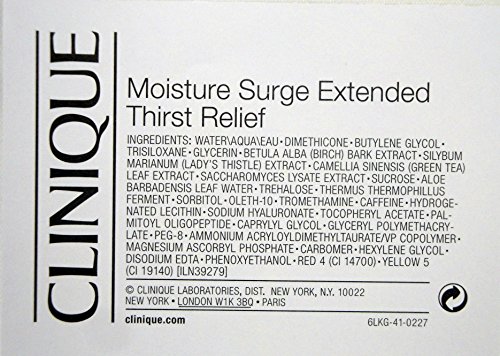 CLINIQUE
Moisture Surge Extended
Thirst Relief
INGREDIENTS: WATER\AQUA\EAU • DIMETHICONE • BUTYLENE GLYCOL •
TRISILOXANE • GLYCERIN • BETULA ALBA (BIRCH) BARK EXTRACT • SILYBUM
MARIANUM (LADY'S THISTLE) EXTRACT • CAMELLIA SINENSIS (GREEN TEA)
LEAF EXTRACT • SACCHAROMYCES LYSATE EXTRACT • SUCROSE • ALOE
BARBADENSIS LEAF WATER • TREHALOSE • THERMUS THERMOPHILLUS
FERMENT • SORBITOL • OLETH-10 • TROMETHAMINE • CAFFEINE • HYDROGE-
NATED LECITHIN • SODIUM HYALURONATE • TOCOPHERYL ACETATE • PAL-
MITOYL OLIGOPEPTIDE • CAPRYLYL GLYCOL • GLYCERYL POLYMETHACRY-
LATE • PEG-8 • AMMONIUM ACRYLOYLDIMETHYLTAURATE/VP COPOLYMER •
MAGNESIUM ASCORBYL PHOSPHATE • CARBOMER • HEXYLENE GLYCOL •
DISODIUM EDTA • PHENOXYETHANOL • RED 4 (CI 14700) • YELLOW 5
(CI 19140) [ILN39279]
© CLINIQUE LABORATORIES, DIST. NEW YORK, N.Y. 10022
NEW YORK • LONDON W1K 3BQ • PARIS
clinique.com
6LKG-41-0227